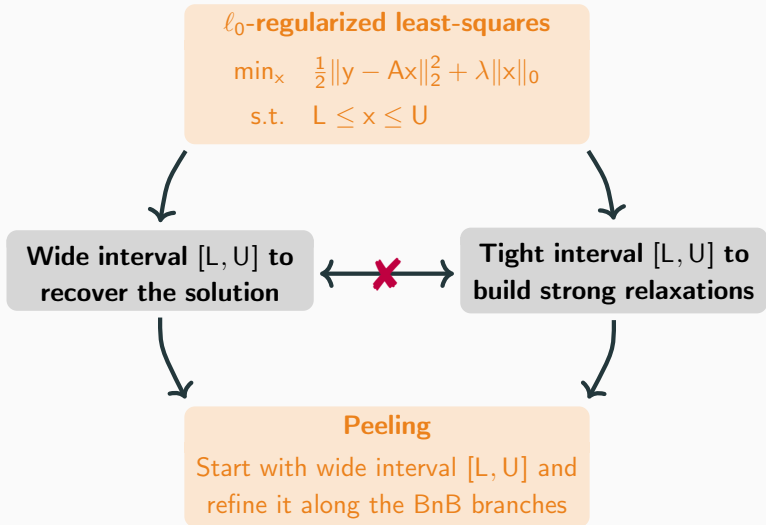 ℓ₀-regularized least-squares
minₓ ½‖y − Ax‖₂² + λ‖x‖₀
s.t. L ≤ x ≤ U
Wide interval [L, U] to
recover the solution
Tight interval [L, U] to
build strong relaxations
Peeling
Start with wide interval [L, U] and
refine it along the BnB branches